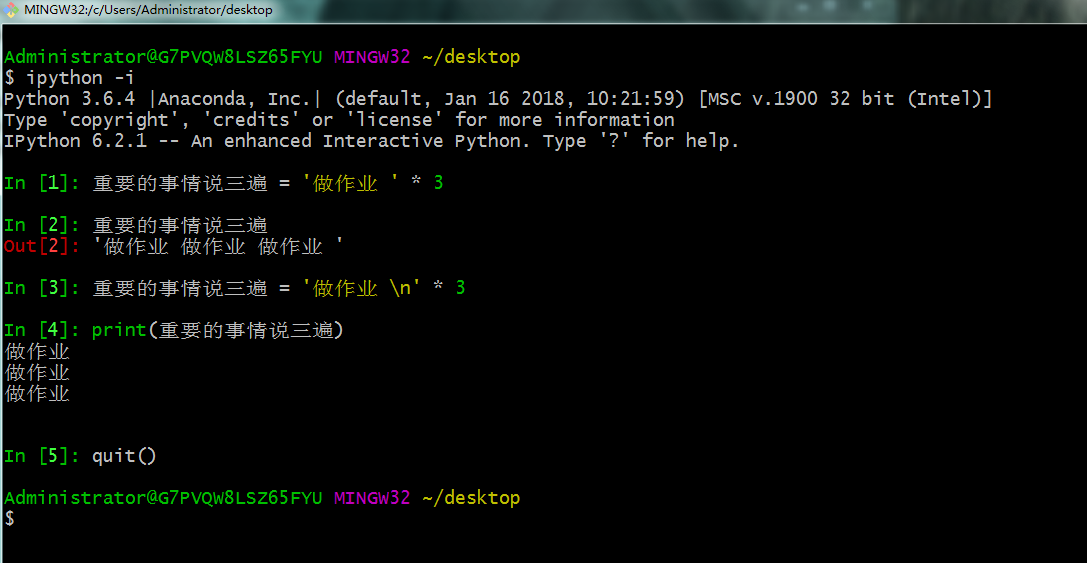 MINGW32:/c/Users/Administrator/desktop
Administrator@G7PVQW8LSZ65FYU MINGW32 ~/desktop
$ ipython -i
Python 3.6.4 |Anaconda, Inc.| (default, Jan 16 2018, 10:21:59) [MSC v.1900 32 bit (Intel)]
Type 'copyright', 'credits' or 'license' for more information
IPython 6.2.1 -- An enhanced Interactive Python. Type '?' for help.
In [1]: 重要的事情说三遍 = '做作业 ' * 3
In [2]: 重要的事情说三遍
Out[2]: '做作业 做作业 做作业 '
In [3]: 重要的事情说三遍 = '做作业 \n' * 3
In [4]: print(重要的事情说三遍)
做作业
做作业
做作业
In [5]: quit()
Administrator@G7PVQW8LSZ65FYU MINGW32 ~/desktop
$